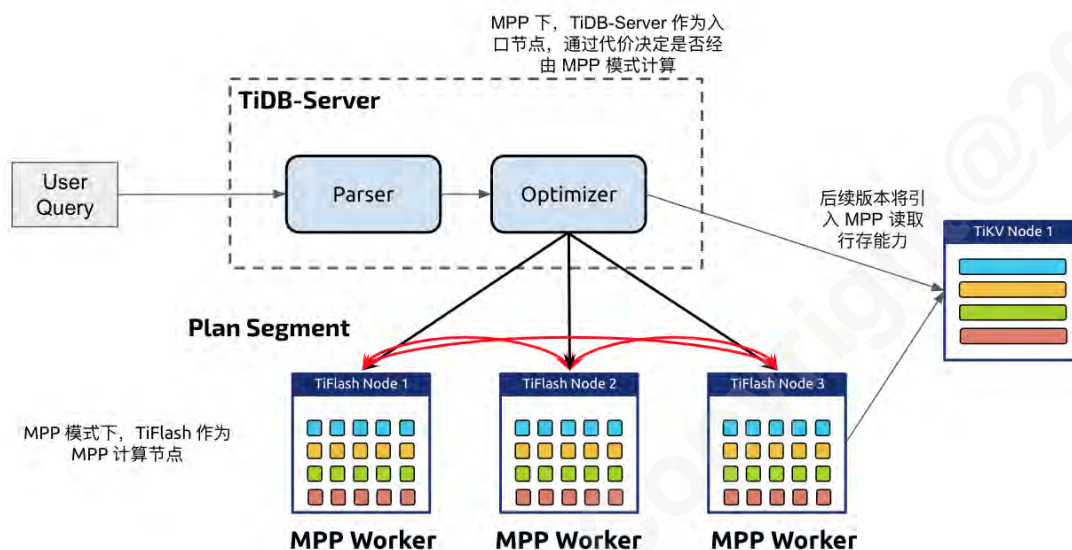 MPP 下，TiDB-Server 作为入
口节点，通过代价决定是否经
由 MPP 模式计算
TiDB-Server
User
Query
Parser
Optimizer
后续版本将引
入 MPP 读取
行存能力
TiKV Node 1
Plan Segment
TiFlash Node 1
TiFlash Node 2
TiFlash Node 3
MPP 模式下，TiFlash 作为
MPP 计算节点
MPP Worker
MPP Worker
MPP Worker